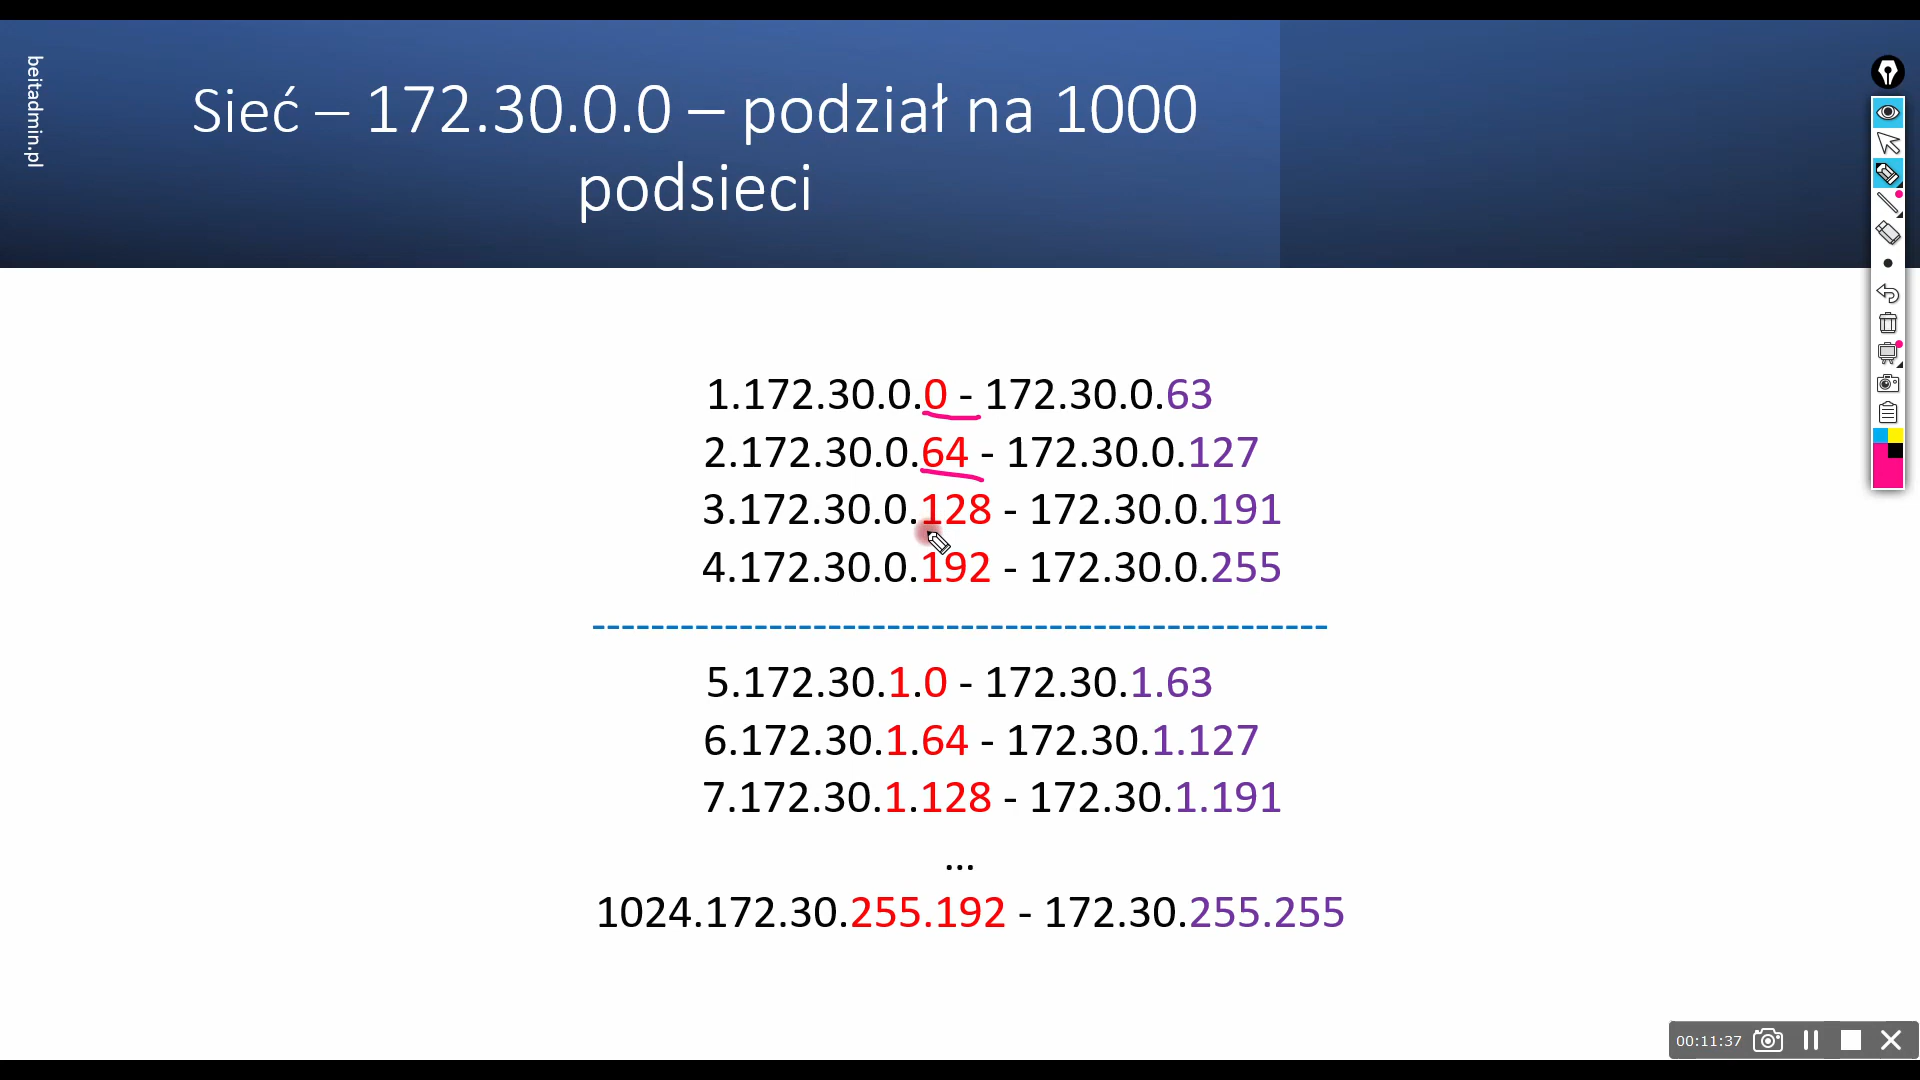 beitadmin.pl
Sieć – 172.30.0.0 – podział na 1000
podsieci
1.172.30.0.0 - 172.30.0.63
2.172.30.0.64 - 172.30.0.127
3.172.30.0.128 - 172.30.0.191
4.172.30.0.192 - 172.30.0.255
--------------------------------------------------
5.172.30.1.0 - 172.30.1.63
6.172.30.1.64 - 172.30.1.127
7.172.30.1.128 - 172.30.1.191
...
1024.172.30.255.192 - 172.30.255.255
00:11:37